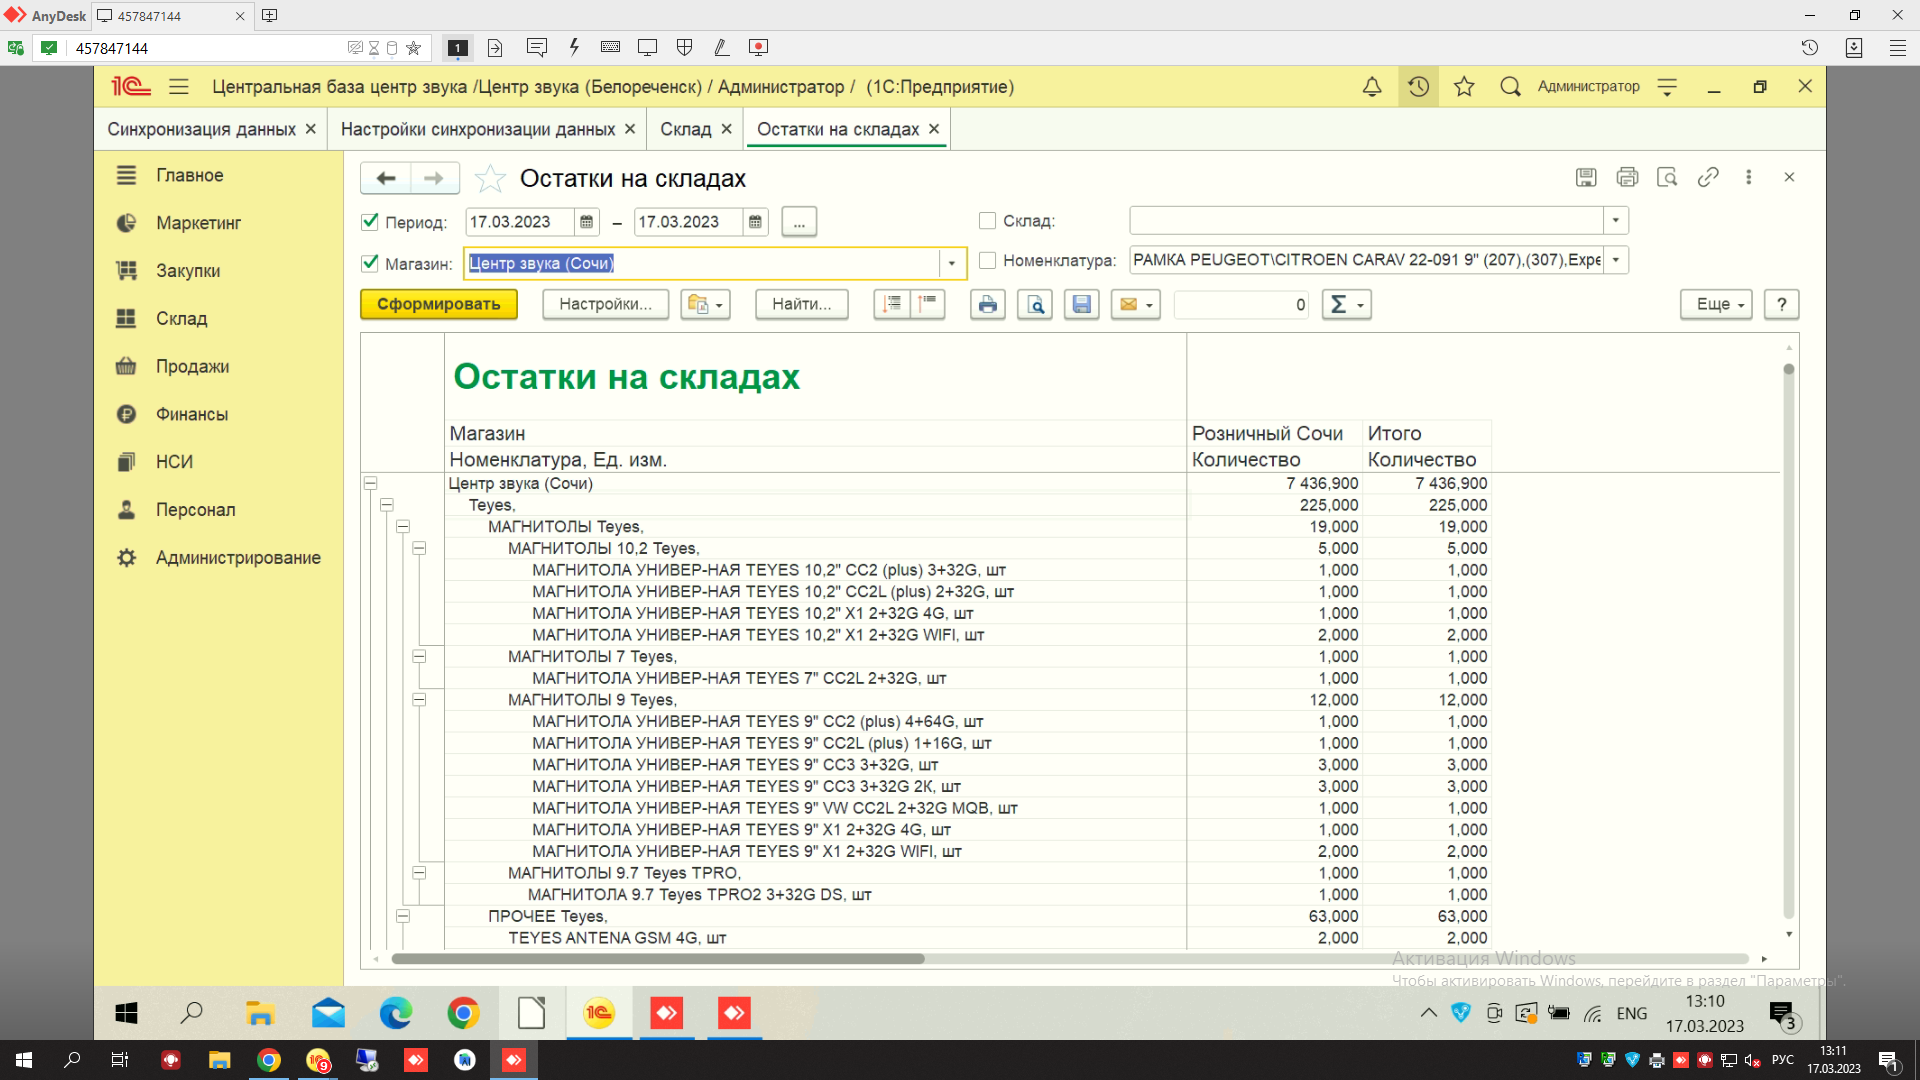 AnyDesk 457847144
457847144 1
1С Центральная база центр звука /Центр звука (Белореченск) / Администратор / (1С:Предприятие) Администратор
Синхронизация данных Настройки синхронизации данных Склад Остатки на складах
Главное
Маркетинг
Закупки
Склад
Продажи
Финансы
НСИ
Персонал
Администрирование
Остатки на складах
Период: 17.03.2023 – 17.03.2023 ... Склад:
Магазин: Центр звука (Сочи) Номенклатура: РАМКА PEUGEOT\CITROEN CARAV 22-091 9" (207),(307),Expe
Сформировать Настройки... Найти... 0 Σ Еще ?
Остатки на складах
Магазин Розничный Сочи Итого
Номенклатура, Ед. изм. Количество Количество
Центр звука (Сочи) 7 436,900 7 436,900
Teyes, 225,000 225,000
МАГНИТОЛЫ Teyes, 19,000 19,000
МАГНИТОЛЫ 10,2 Teyes, 5,000 5,000
МАГНИТОЛА УНИВЕР-НАЯ TEYES 10,2" CC2 (plus) 3+32G, шт 1,000 1,000
МАГНИТОЛА УНИВЕР-НАЯ TEYES 10,2" CC2L (plus) 2+32G, шт 1,000 1,000
МАГНИТОЛА УНИВЕР-НАЯ TEYES 10,2" X1 2+32G 4G, шт 1,000 1,000
МАГНИТОЛА УНИВЕР-НАЯ TEYES 10,2" X1 2+32G WIFI, шт 2,000 2,000
МАГНИТОЛЫ 7 Teyes, 1,000 1,000
МАГНИТОЛА УНИВЕР-НАЯ TEYES 7" CC2L 2+32G, шт 1,000 1,000
МАГНИТОЛЫ 9 Teyes, 12,000 12,000
МАГНИТОЛА УНИВЕР-НАЯ TEYES 9" CC2 (plus) 4+64G, шт 1,000 1,000
МАГНИТОЛА УНИВЕР-НАЯ TEYES 9" CC2L (plus) 1+16G, шт 1,000 1,000
МАГНИТОЛА УНИВЕР-НАЯ TEYES 9" CC3 3+32G, шт 3,000 3,000
МАГНИТОЛА УНИВЕР-НАЯ TEYES 9" CC3 3+32G 2К, шт 3,000 3,000
МАГНИТОЛА УНИВЕР-НАЯ TEYES 9" VW CC2L 2+32G MQB, шт 1,000 1,000
МАГНИТОЛА УНИВЕР-НАЯ TEYES 9" X1 2+32G 4G, шт 1,000 1,000
МАГНИТОЛА УНИВЕР-НАЯ TEYES 9" X1 2+32G WIFI, шт 2,000 2,000
МАГНИТОЛЫ 9.7 Teyes TPRO, 1,000 1,000
МАГНИТОЛА 9.7 Teyes TPRO2 3+32G DS, шт 1,000 1,000
ПРОЧЕЕ Teyes, 63,000 63,000
TEYES ANTENA GSM 4G, шт 2,000 2,000
Активация Windows
Чтобы активировать Windows, перейдите в раздел "Параметры".
1С ENG 13:10
17.03.2023 3
9 РУС 13:11
17.03.2023 1